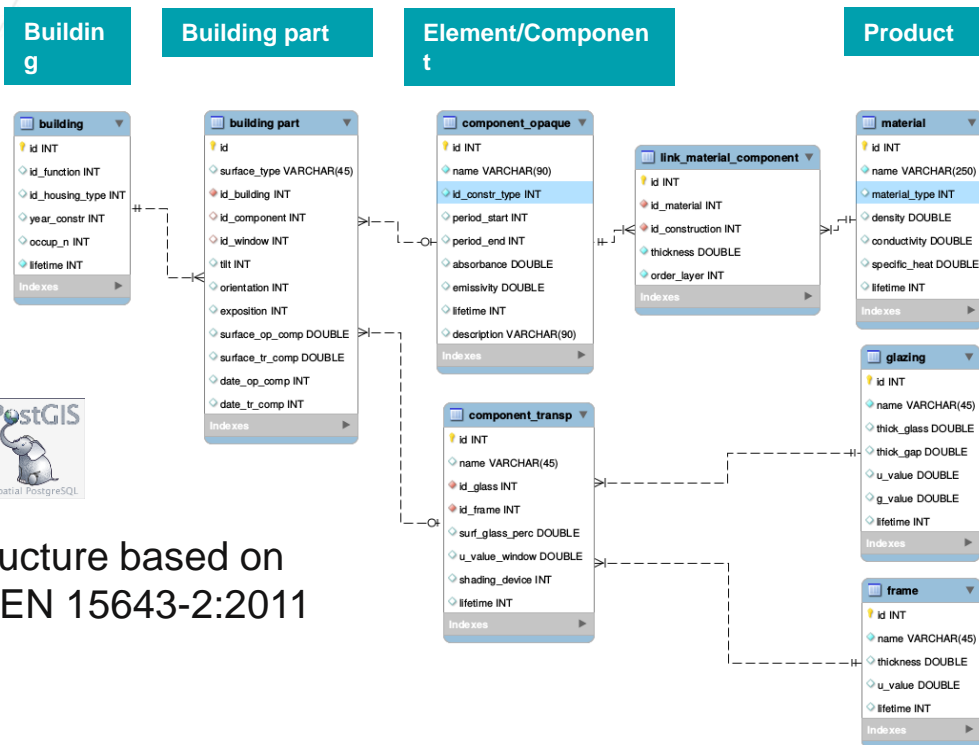 Buildin
g
Building part
Element/Componen
t
Product
building
id INT
id_function INT
id_housing_type INT
year_constr INT
occup_n INT
lifetime INT
Indexes
building part
id
surface_type VARCHAR(45)
id_building INT
id_component INT
id_window INT
tilt INT
orientation INT
exposition INT
surface_op_comp DOUBLE
surface_tr_comp DOUBLE
date_op_comp INT
date_tr_comp INT
Indexes
component_opaque
id INT
name VARCHAR(90)
id_constr_type INT
period_start INT
period_end INT
absorbance DOUBLE
emissivity DOUBLE
lifetime INT
description VARCHAR(90)
Indexes
link_material_component
id INT
id_material INT
id_construction INT
thickness DOUBLE
order_layer INT
Indexes
material
id INT
name VARCHAR(250)
material_type INT
density DOUBLE
conductivity DOUBLE
specific_heat DOUBLE
lifetime INT
Indexes
component_transp
id INT
name VARCHAR(45)
id_glass INT
id_frame INT
surf_glass_perc DOUBLE
u_value_window DOUBLE
shading_device INT
lifetime INT
Indexes
glazing
id INT
name VARCHAR(45)
thick_glass DOUBLE
thick_gap DOUBLE
u_value DOUBLE
g_value DOUBLE
lifetime INT
Indexes
frame
id INT
name VARCHAR(45)
thickness DOUBLE
u_value DOUBLE
lifetime INT
Indexes
PostGIS
patial PostgreSQL
ucture based on
EN 15643-2:2011